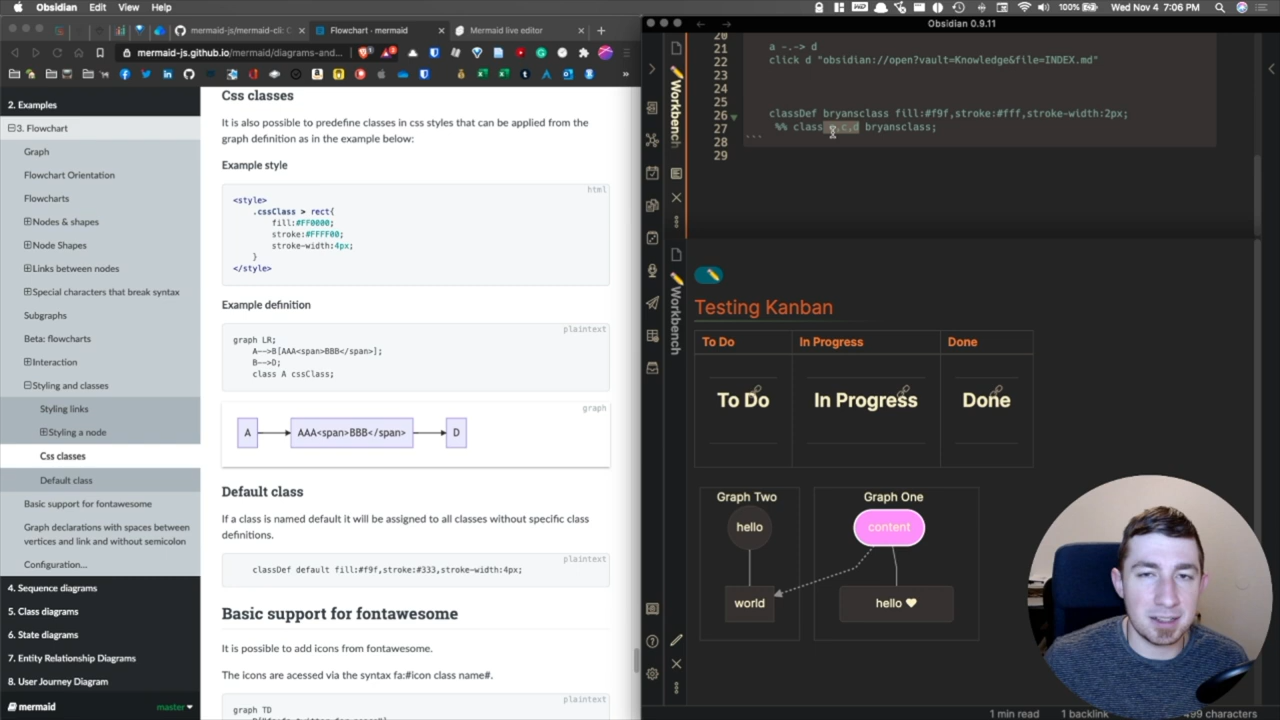 Obsidian Edit View Window Help
100% Wed Nov 4 7:06 PM
mermaid-js/mermaid-cli: C
Flowchart - mermaid
Mermaid live editor
mermaid-js.github.io/mermaid/diagrams-and...
2. Examples
3. Flowchart
Graph
Flowchart Orientation
Flowcharts
Nodes & shapes
Node Shapes
Links between nodes
Special characters that break syntax
Subgraphs
Beta: flowcharts
Interaction
Styling and classes
Styling links
Styling a node
Css classes
Default class
Basic support for fontawesome
Graph declarations with spaces between
vertices and link and without semicolon
Configuration...
4. Sequence diagrams
5. Class diagrams
6. State diagrams
7. Entity Relationship Diagrams
8. User Journey Diagram
mermaid master
Css classes
It is also possible to predefine classes in css styles that can be applied from the
graph definition as in the example below:
Example style
html
<style>
.cssClass > rect{
fill:#FF0000;
stroke:#FFFF00;
stroke-width:4px;
}
</style>
Example definition
plaintext
graph LR;
A-->B[AAA<span>BBB</span>];
B-->D;
class A cssClass;
graph
A AAA<span>BBB</span> D
Default class
If a class is named default it will be assigned to all classes without specific class
definitions.
plaintext
classDef default fill:#f9f,stroke:#333,stroke-width:4px;
Basic support for fontawesome
It is possible to add icons from fontawesome.
The icons are acessed via the syntax fa:#icon class name#.
plaintext
graph TD
Obsidian 0.9.11
20
21 a -.-> d
22 click d "obsidian://open?vault=Knowledge&file=INDEX.md"
23
24
25
26 classDef bryansclass fill:#f9f,stroke:#fff,stroke-width:2px;
27 %% class c,d bryansclass;
28 ```
29
Workbench
Workbench
Testing Kanban
To Do In Progress Done
To Do In Progress Done
Graph Two Graph One
hello content
world hello ♥
1 min read 1 backlink 499 characters